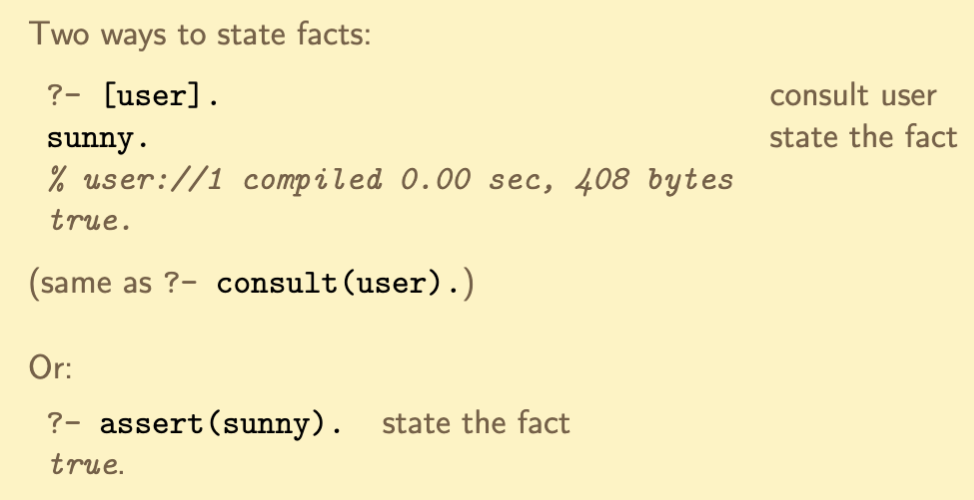 Two ways to state facts:
?- [user]. consult user
sunny. state the fact
% user://1 compiled 0.00 sec, 408 bytes
true.
(same as ?- consult(user).)
Or:
?- assert(sunny). state the fact
true.